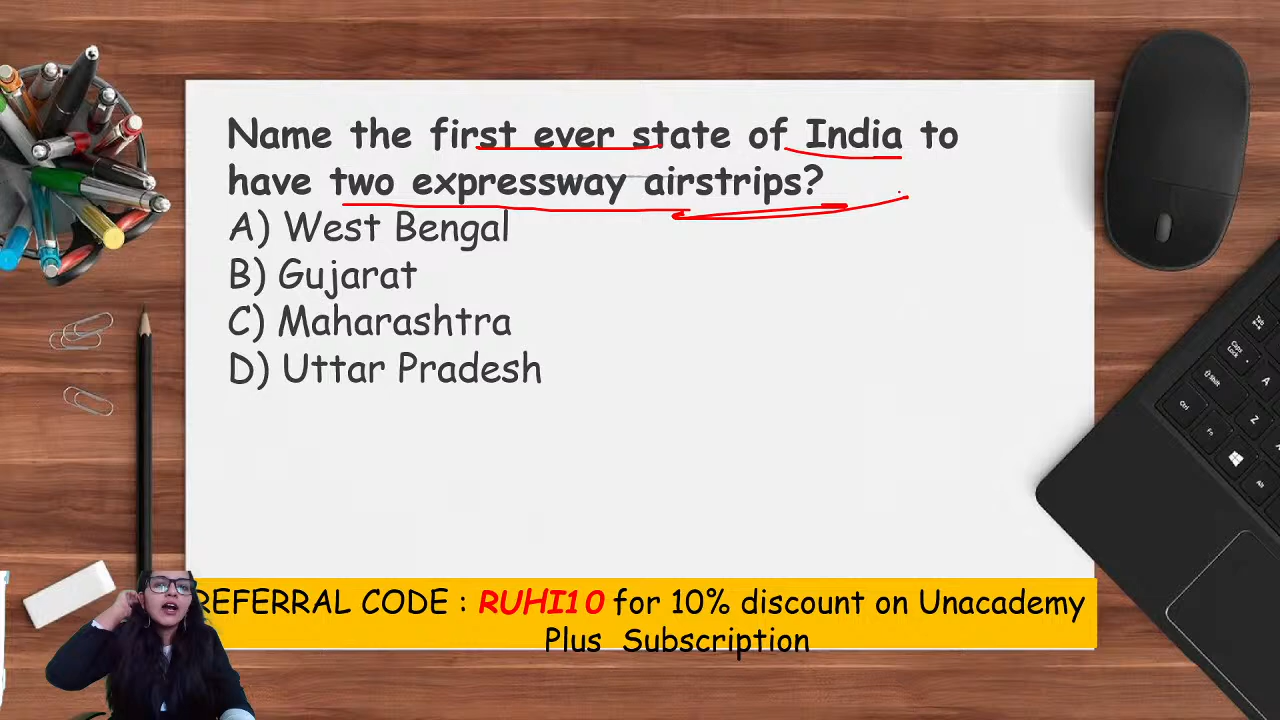 Name the first ever state of India to
have two expressway airstrips?
A) West Bengal
B) Gujarat
C) Maharashtra
D) Uttar Pradesh
REFERRAL CODE : RUHI10 for 10% discount on Unacademy
Plus Subscription